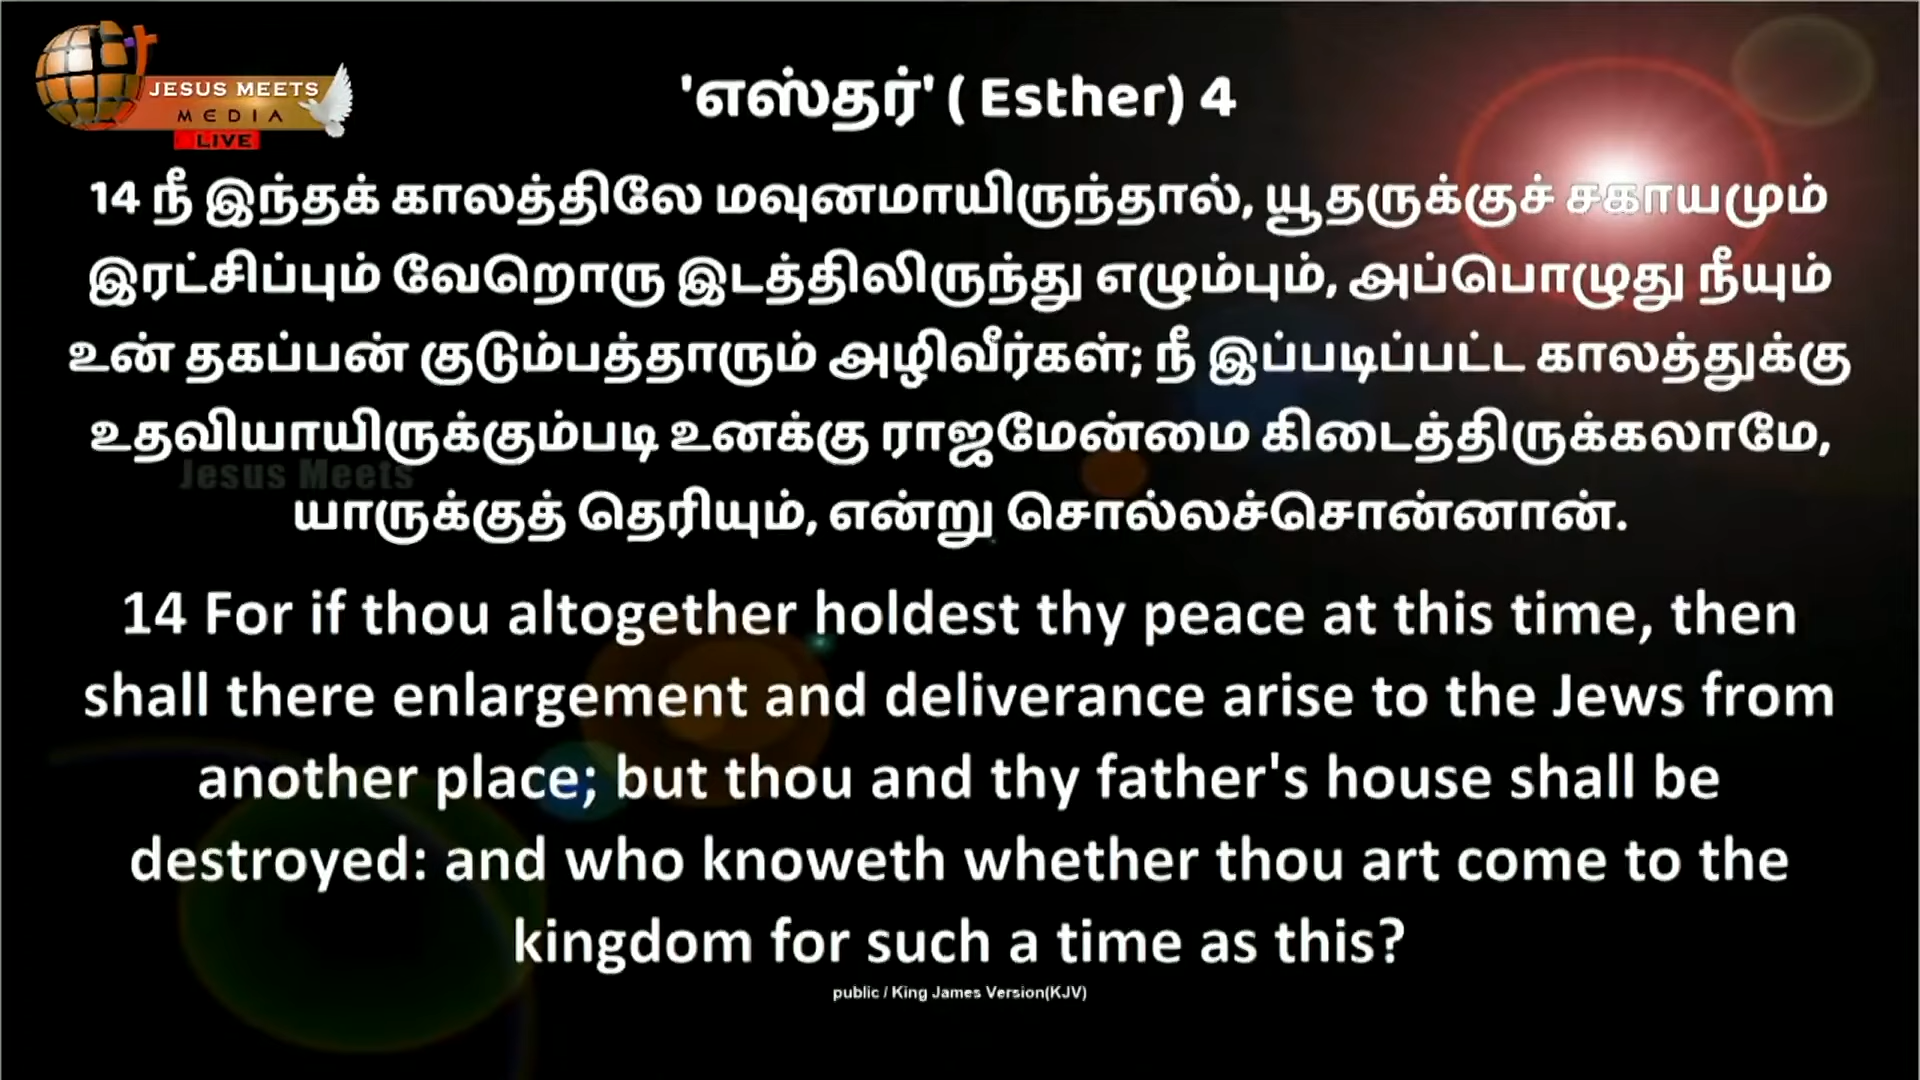 JESUS MEETS
MEDIA
LIVE
'எஸ்தர்' ( Esther) 4
14 நீ இந்தக் காலத்திலே மவுனமாயிருந்தால், யூதருக்குச் சகாயமும்
இரட்சிப்பும் வேறொரு இடத்திலிருந்து எழும்பும், அப்பொழுது நீயும்
உன் தகப்பன் குடும்பத்தாரும் அழிவீர்கள்; நீ இப்படிப்பட்ட காலத்துக்கு
உதவியாயிருக்கும்படி உனக்கு ராஜமேன்மை கிடைத்திருக்கலாமே,
Jesus Meets
யாருக்குத் தெரியும், என்று சொல்லச்சொன்னான்.
14 For if thou altogether holdest thy peace at this time, then
shall there enlargement and deliverance arise to the Jews from
another place; but thou and thy father's house shall be
destroyed: and who knoweth whether thou art come to the
kingdom for such a time as this?
public / King James Version(KJV)